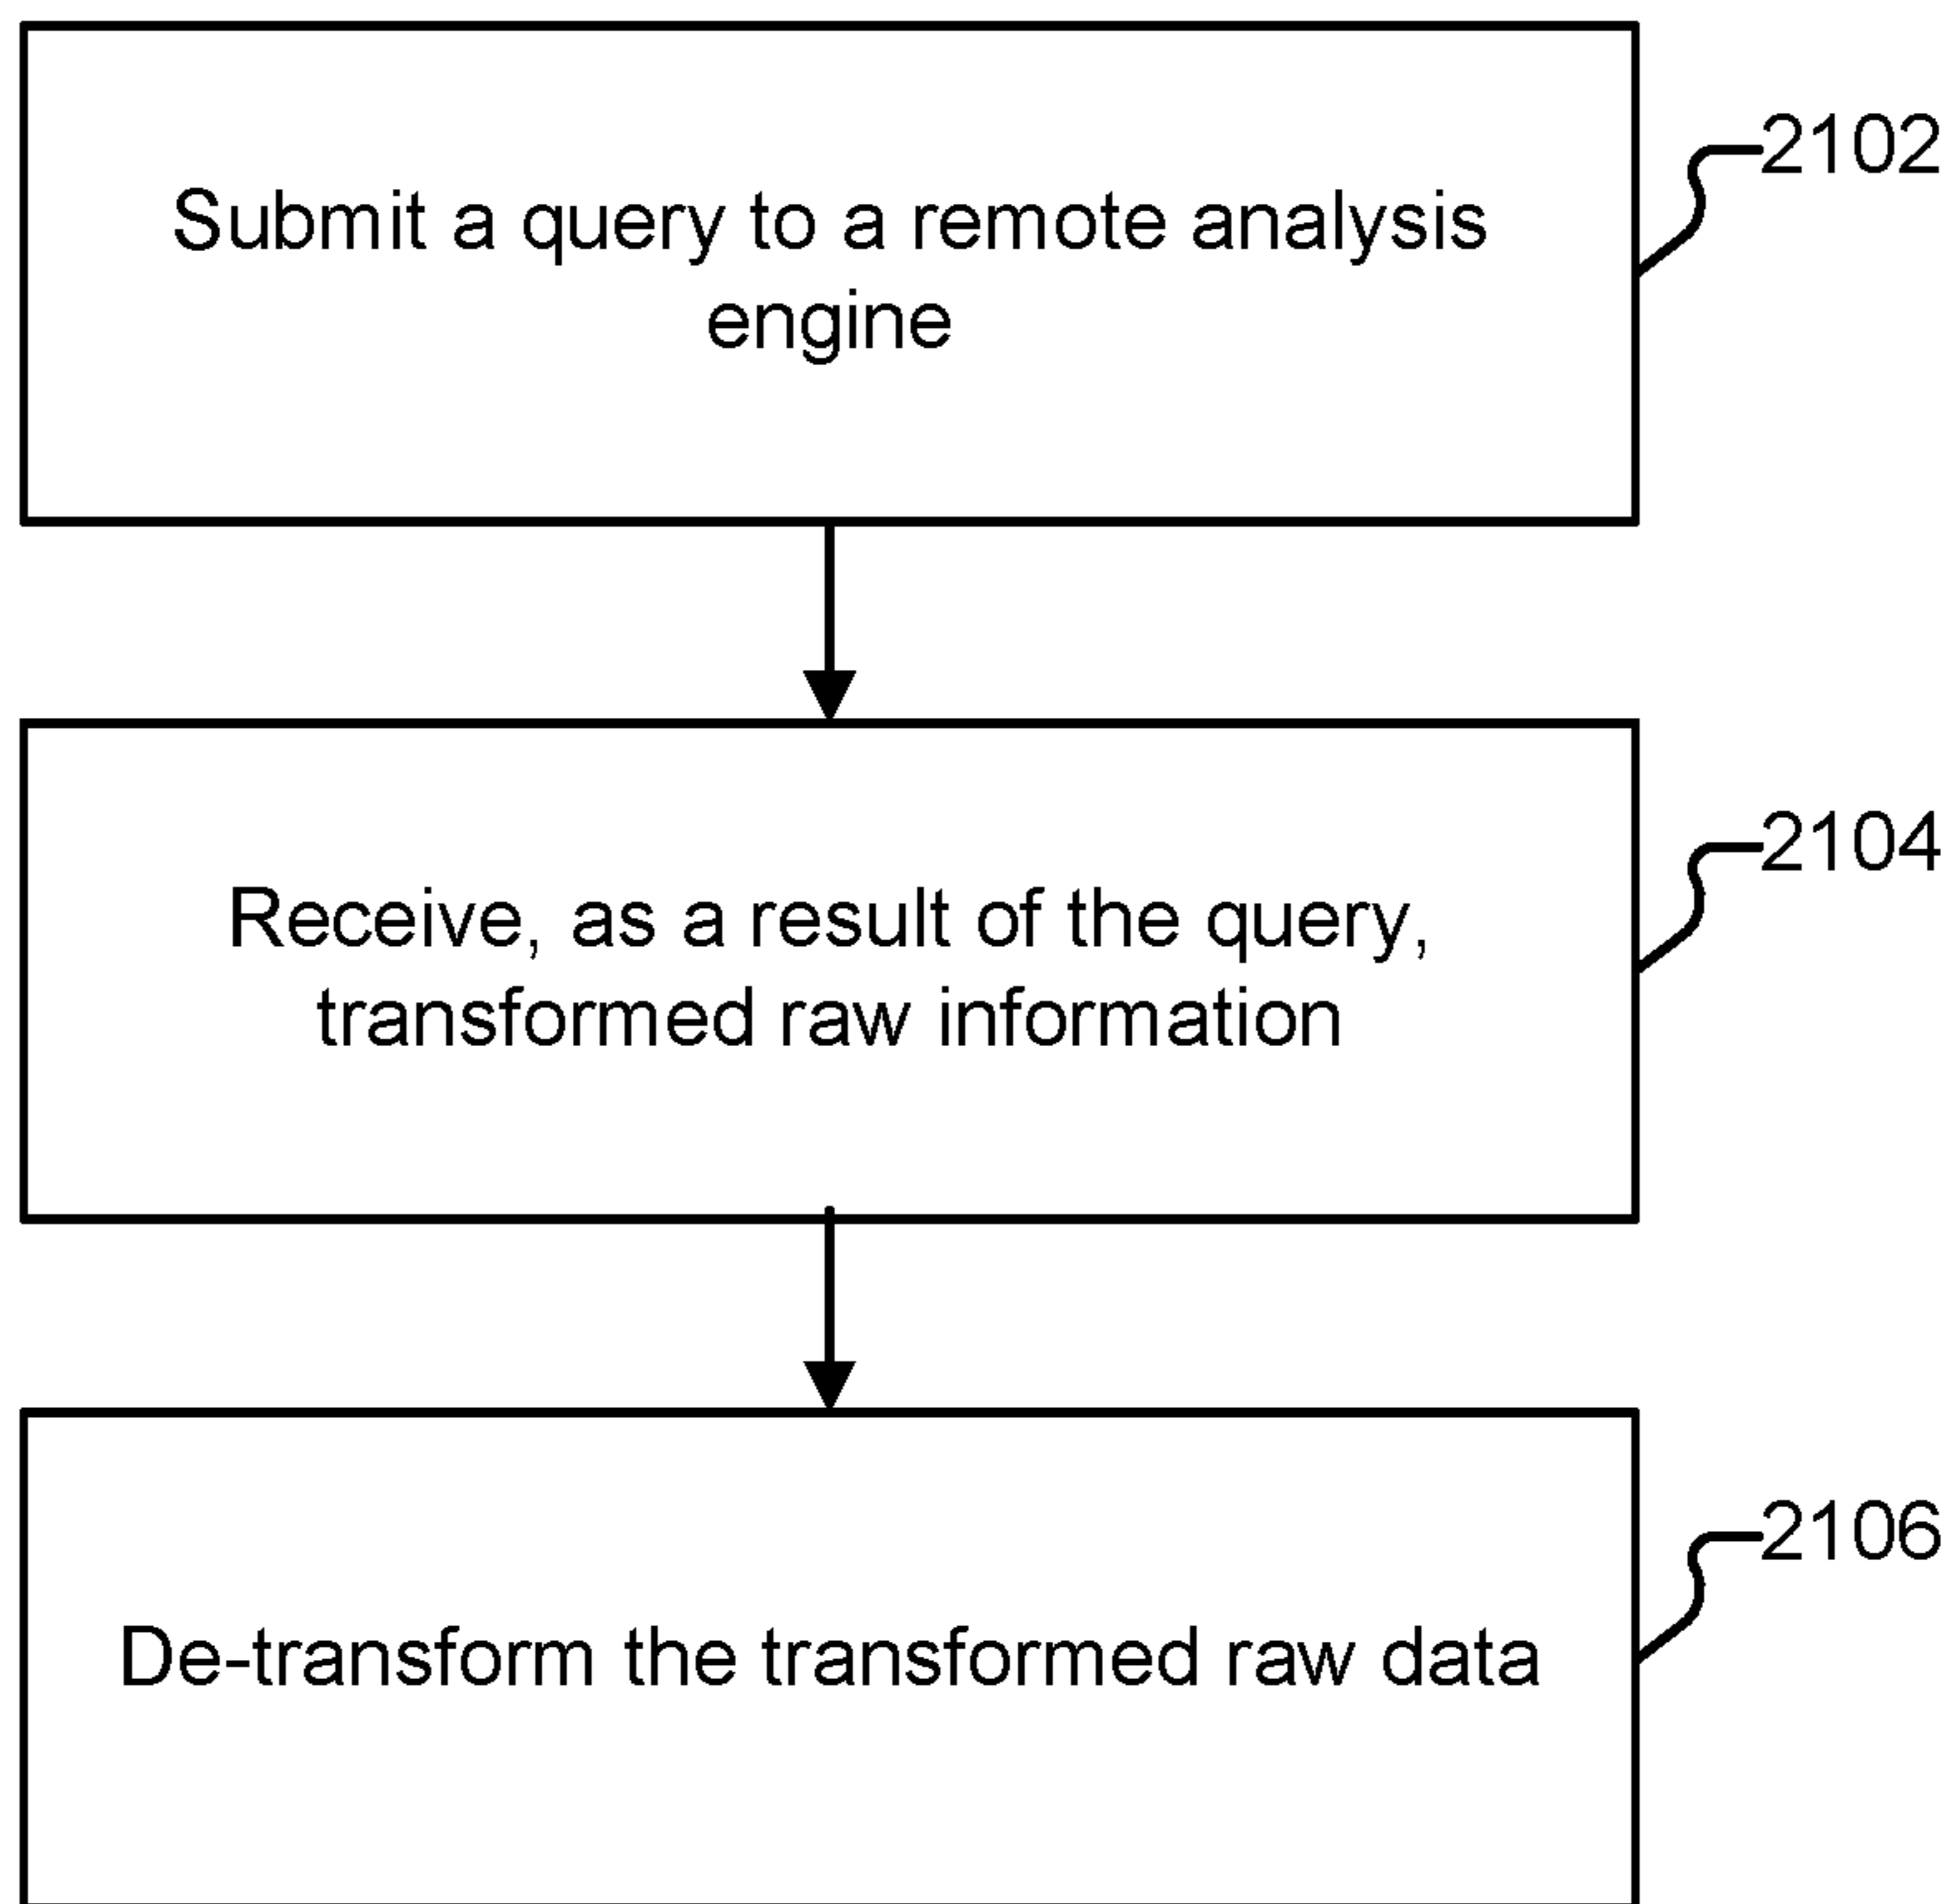 Submit a query to a remote analysis
engine
2102
Receive, as a result of the query,
transformed raw information
2104
De-transform the transformed raw data
2106